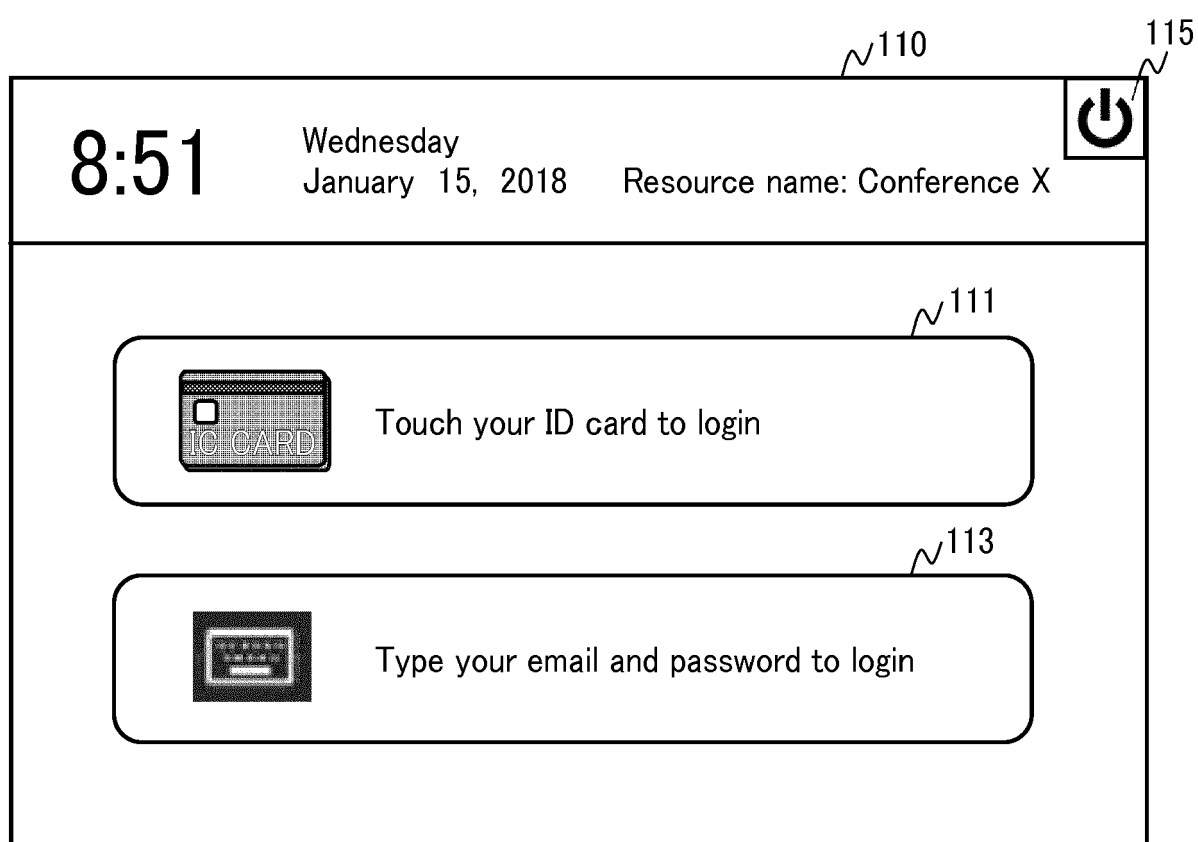 110
115
8:51
Wednesday
January 15, 2018
Resource name: Conference X
111
IC CARD
Touch your ID card to login
113
Type your email and password to login